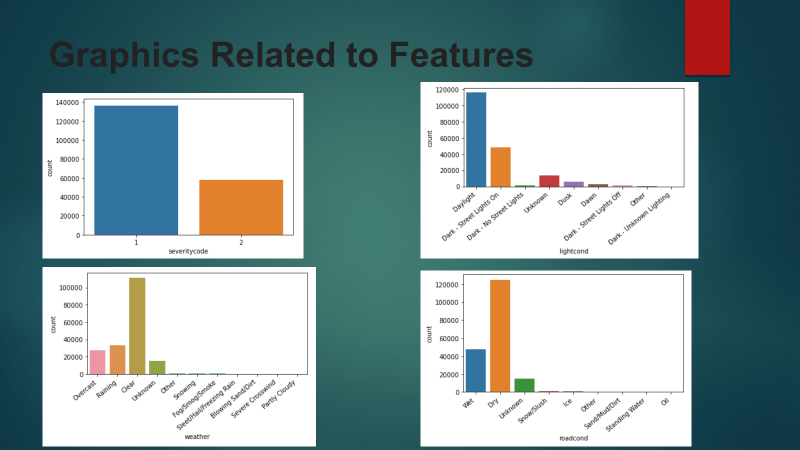 Graphics Related to Features
140000
120000
100000
80000
60000
40000
20000
0
count
1 2
severitycode
120000
100000
80000
60000
40000
20000
0
count
Daylight
Dark - Street Lights On
Dark - No Street Lights
Unknown
Dusk
Dawn
Dark - Street Lights Off
Other
Dark - Unknown Lighting
lightcond
100000
80000
60000
40000
20000
0
count
Overcast
Raining
Clear
Unknown
Other
Snowing
Fog/Smog/Smoke
Sleet/Hail/Freezing Rain
Blowing Sand/Dirt
Severe Crosswind
Partly Cloudy
weather
120000
100000
80000
60000
40000
20000
0
count
Wet
Dry
Unknown
Snow/Slush
Ice
Other
Sand/Mud/Dirt
Standing Water
Oil
roadcond